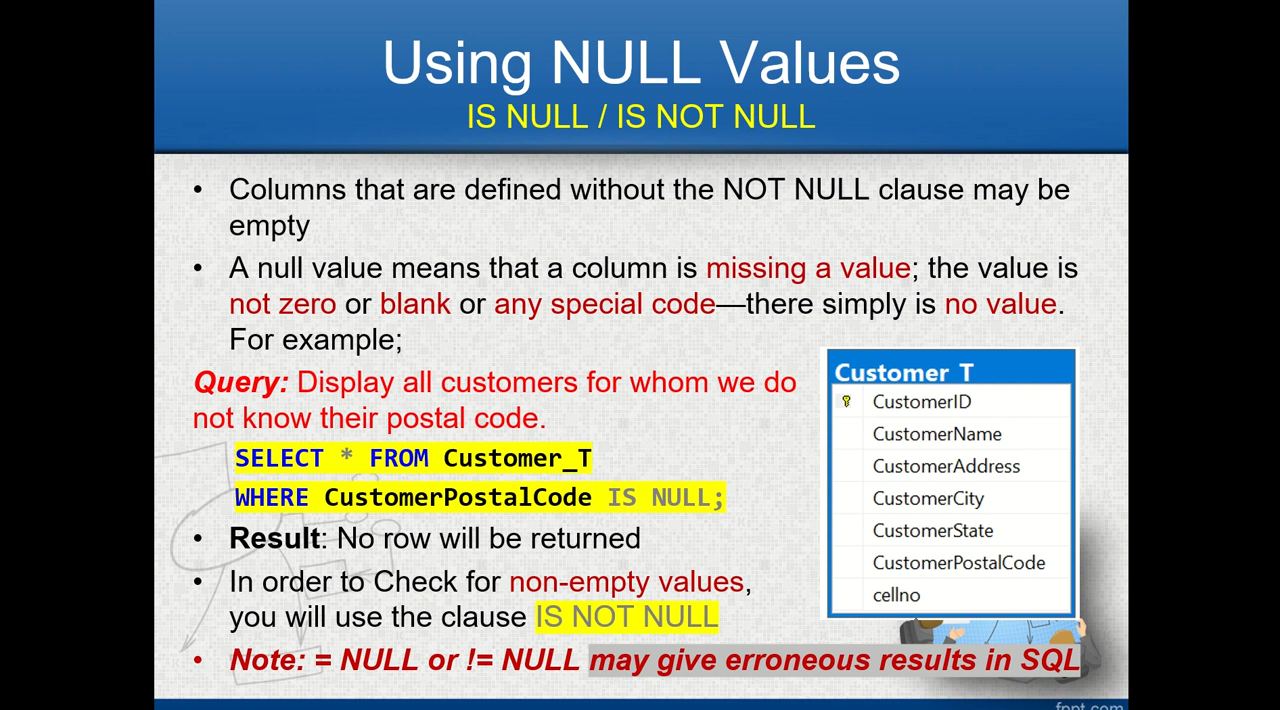 Using NULL Values
IS NULL / IS NOT NULL
• Columns that are defined without the NOT NULL clause may be
empty
• A null value means that a column is missing a value; the value is
not zero or blank or any special code—there simply is no value.
For example;
Query: Display all customers for whom we do
not know their postal code.
SELECT * FROM Customer_T
WHERE CustomerPostalCode IS NULL;
• Result: No row will be returned
• In order to Check for non-empty values,
you will use the clause IS NOT NULL
• Note: = NULL or != NULL may give erroneous results in SQL
Customer_T
CustomerID
CustomerName
CustomerAddress
CustomerCity
CustomerState
CustomerPostalCode
cellno
fppt.com